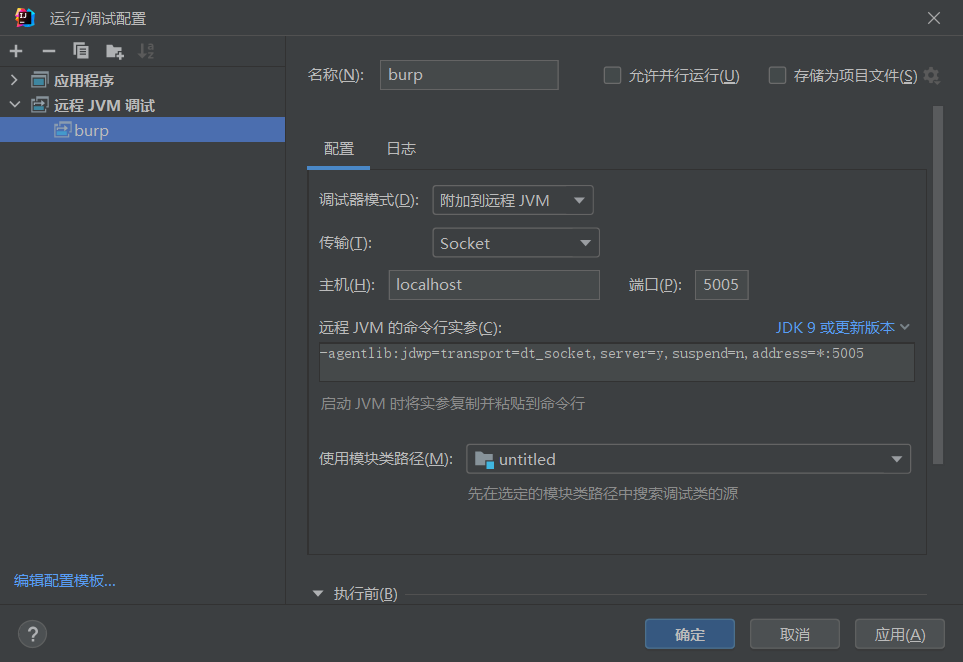 运行/调试配置
应用程序
远程 JVM 调试
burp
编辑配置模板...
名称(N):
burp
允许并行运行(U)
存储为项目文件(S)
配置
日志
调试器模式(D):
附加到远程 JVM
传输(T):
Socket
主机(H):
localhost
端口(P):
5005
远程 JVM 的命令行实参(C):
JDK 9 或更新版本
-agentlib:jdwp=transport=dt_socket,server=y,suspend=n,address=*:5005
启动 JVM 时将实参复制并粘贴到命令行
使用模块类路径(M):
untitled
先在选定的模块类路径中搜索调试类的源
执行前(B)
?
确定
取消
应用(A)